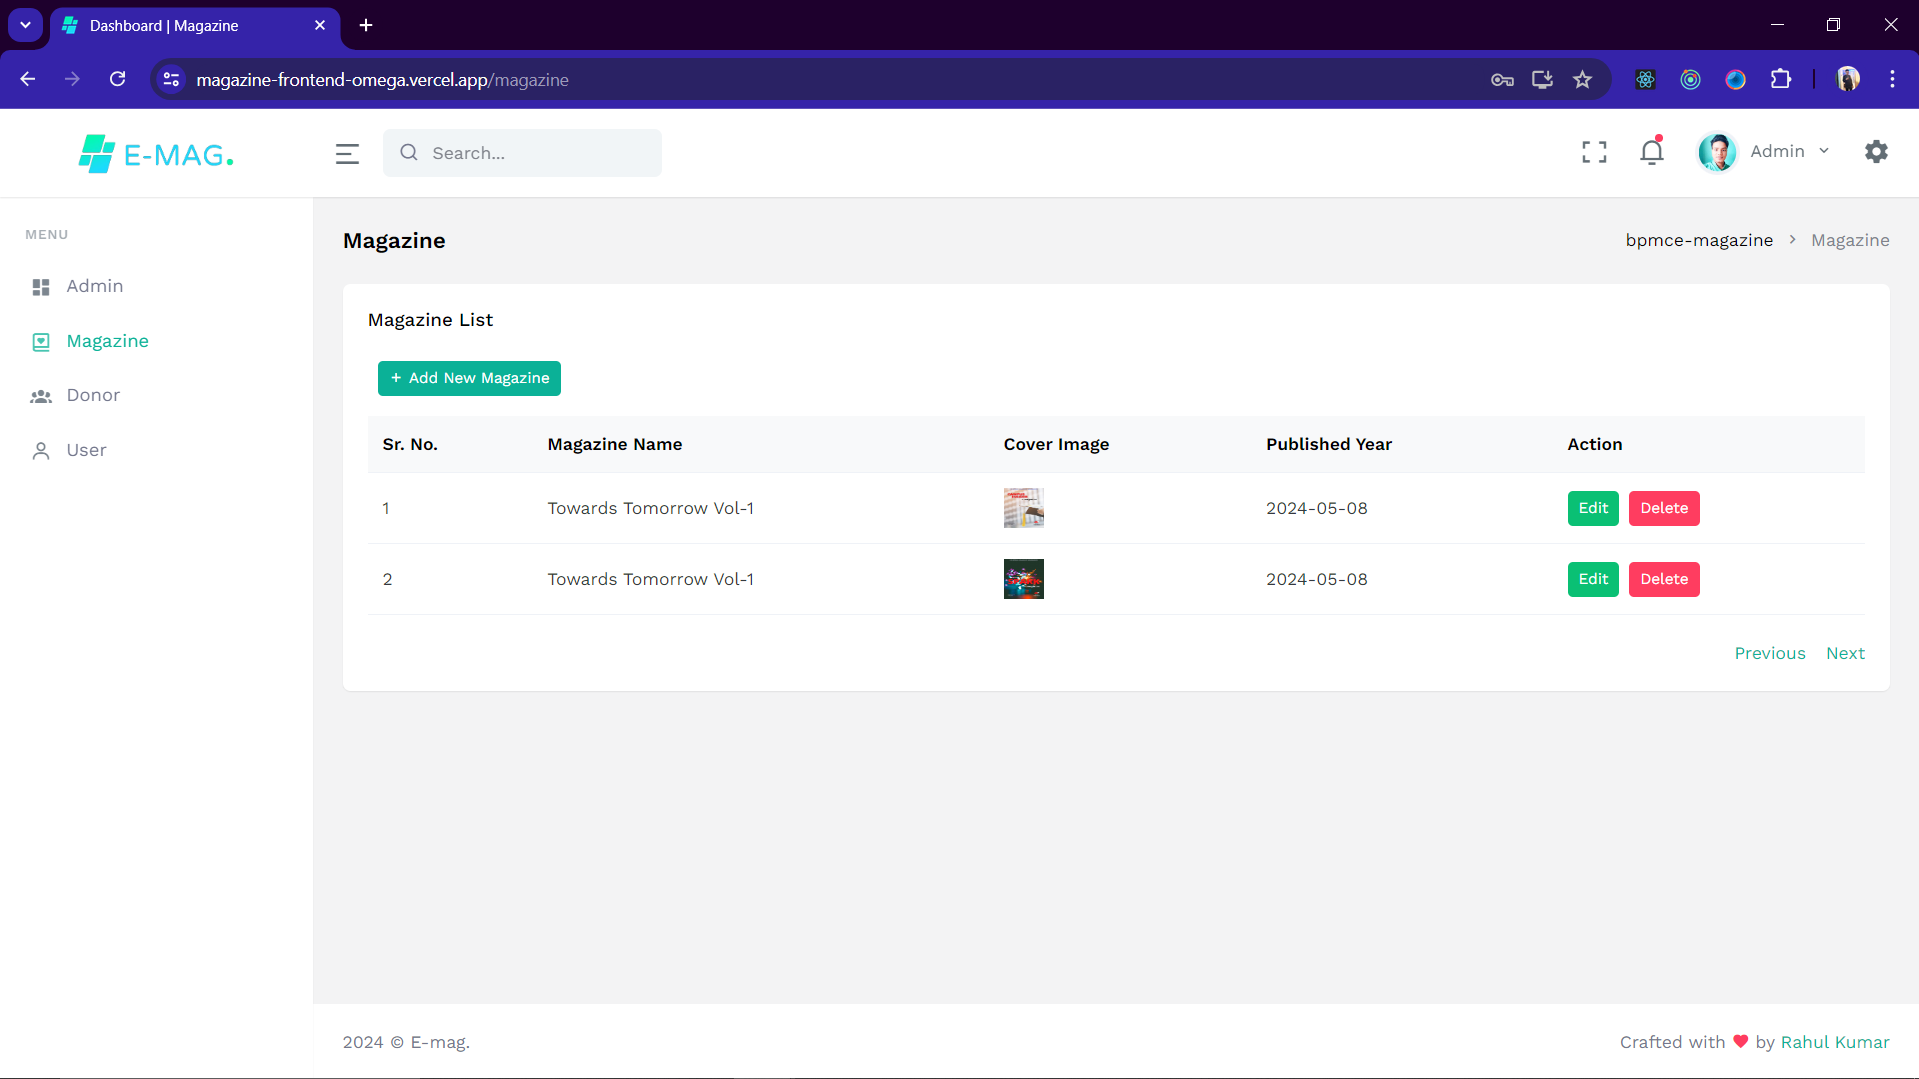 Dashboard | Magazine
magazine-frontend-omega.vercel.app/magazine
E-MAG.
Search...
Admin
MENU
Admin
Magazine
Donor
User
Magazine
bpmce-magazine > Magazine
Magazine List
+ Add New Magazine
Sr. No. Magazine Name Cover Image Published Year Action
1 Towards Tomorrow Vol-1 2024-05-08 Edit Delete
2 Towards Tomorrow Vol-1 2024-05-08 Edit Delete
Previous Next
2024 © E-mag.
Crafted with ❤ by Rahul Kumar